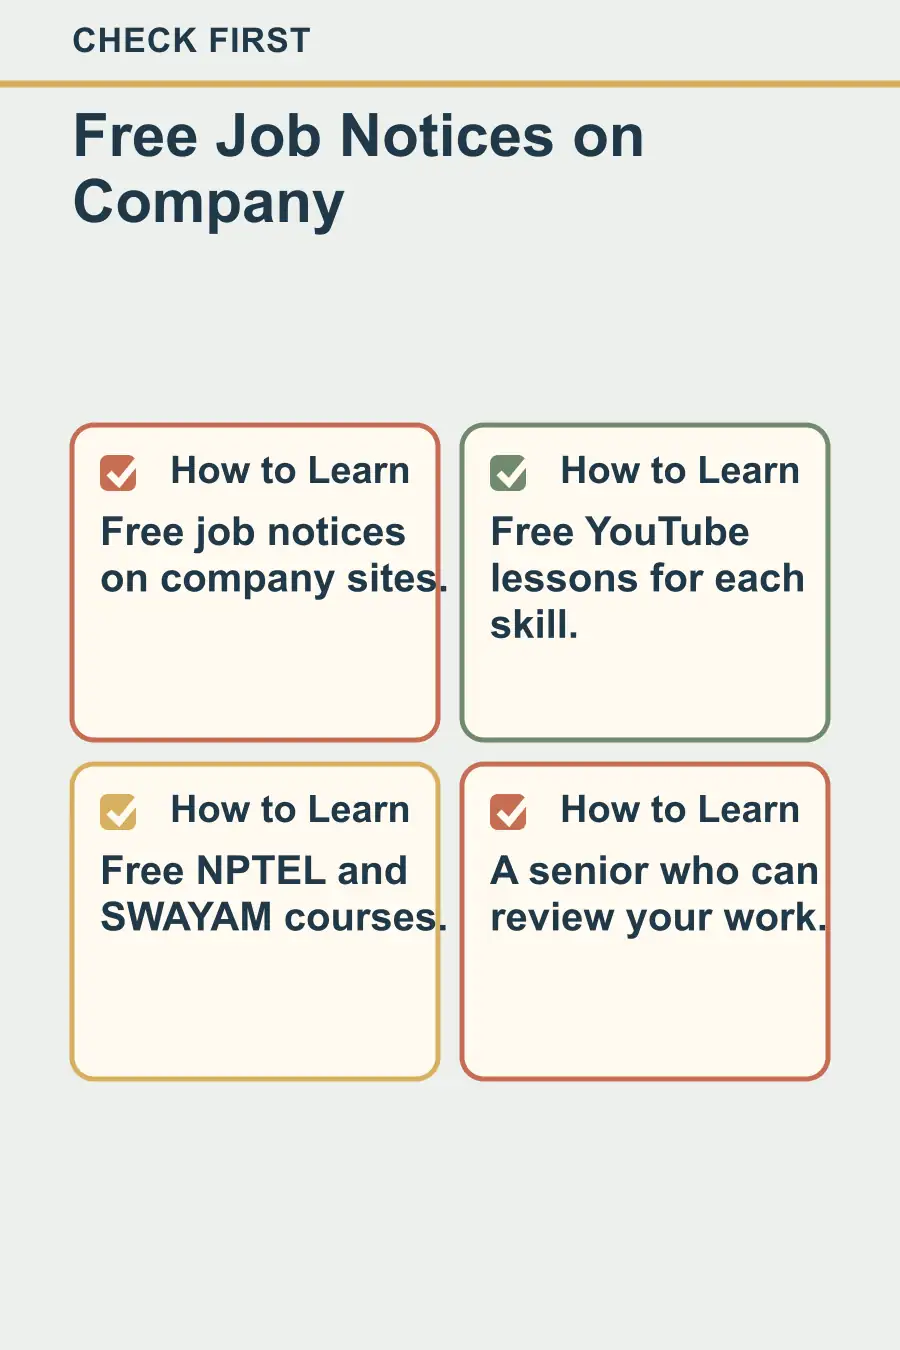 CHECK FIRST
Free Job Notices on
Company
How to Learn
Free job notices
on company sites.
How to Learn
Free YouTube
lessons for each
skill.
How to Learn
Free NPTEL and
SWAYAM courses.
How to Learn
A senior who can
review your work.